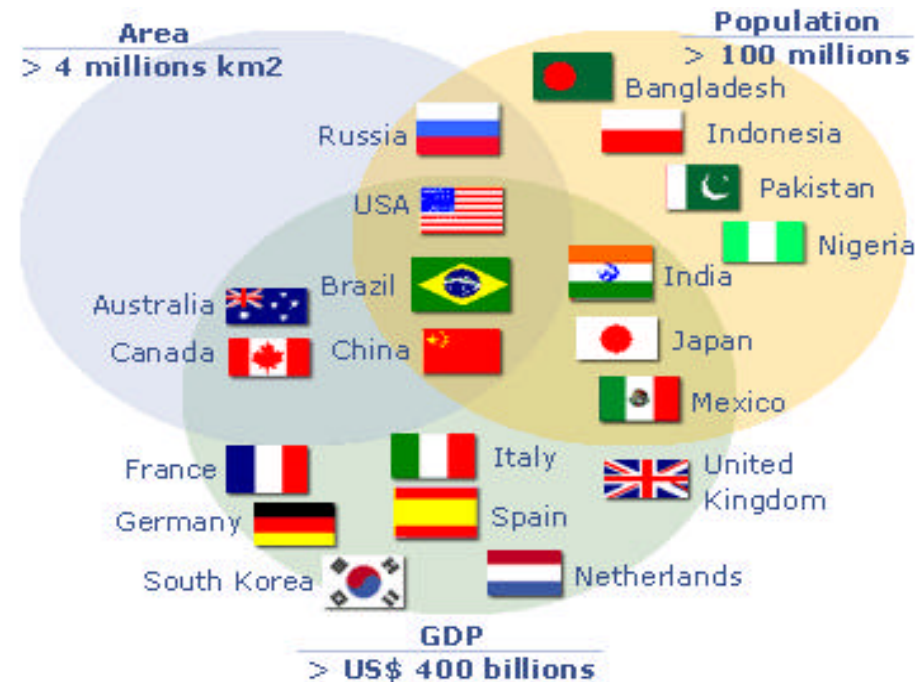 Area
> 4 millions km2
Population
> 100 millions
Bangladesh
Russia
Indonesia
Pakistan
USA
Nigeria
India
Brazil
Australia
Japan
Canada
China
Mexico
France
Italy
United
Kingdom
Germany
Spain
South Korea
Netherlands
GDP
> US$ 400 billions